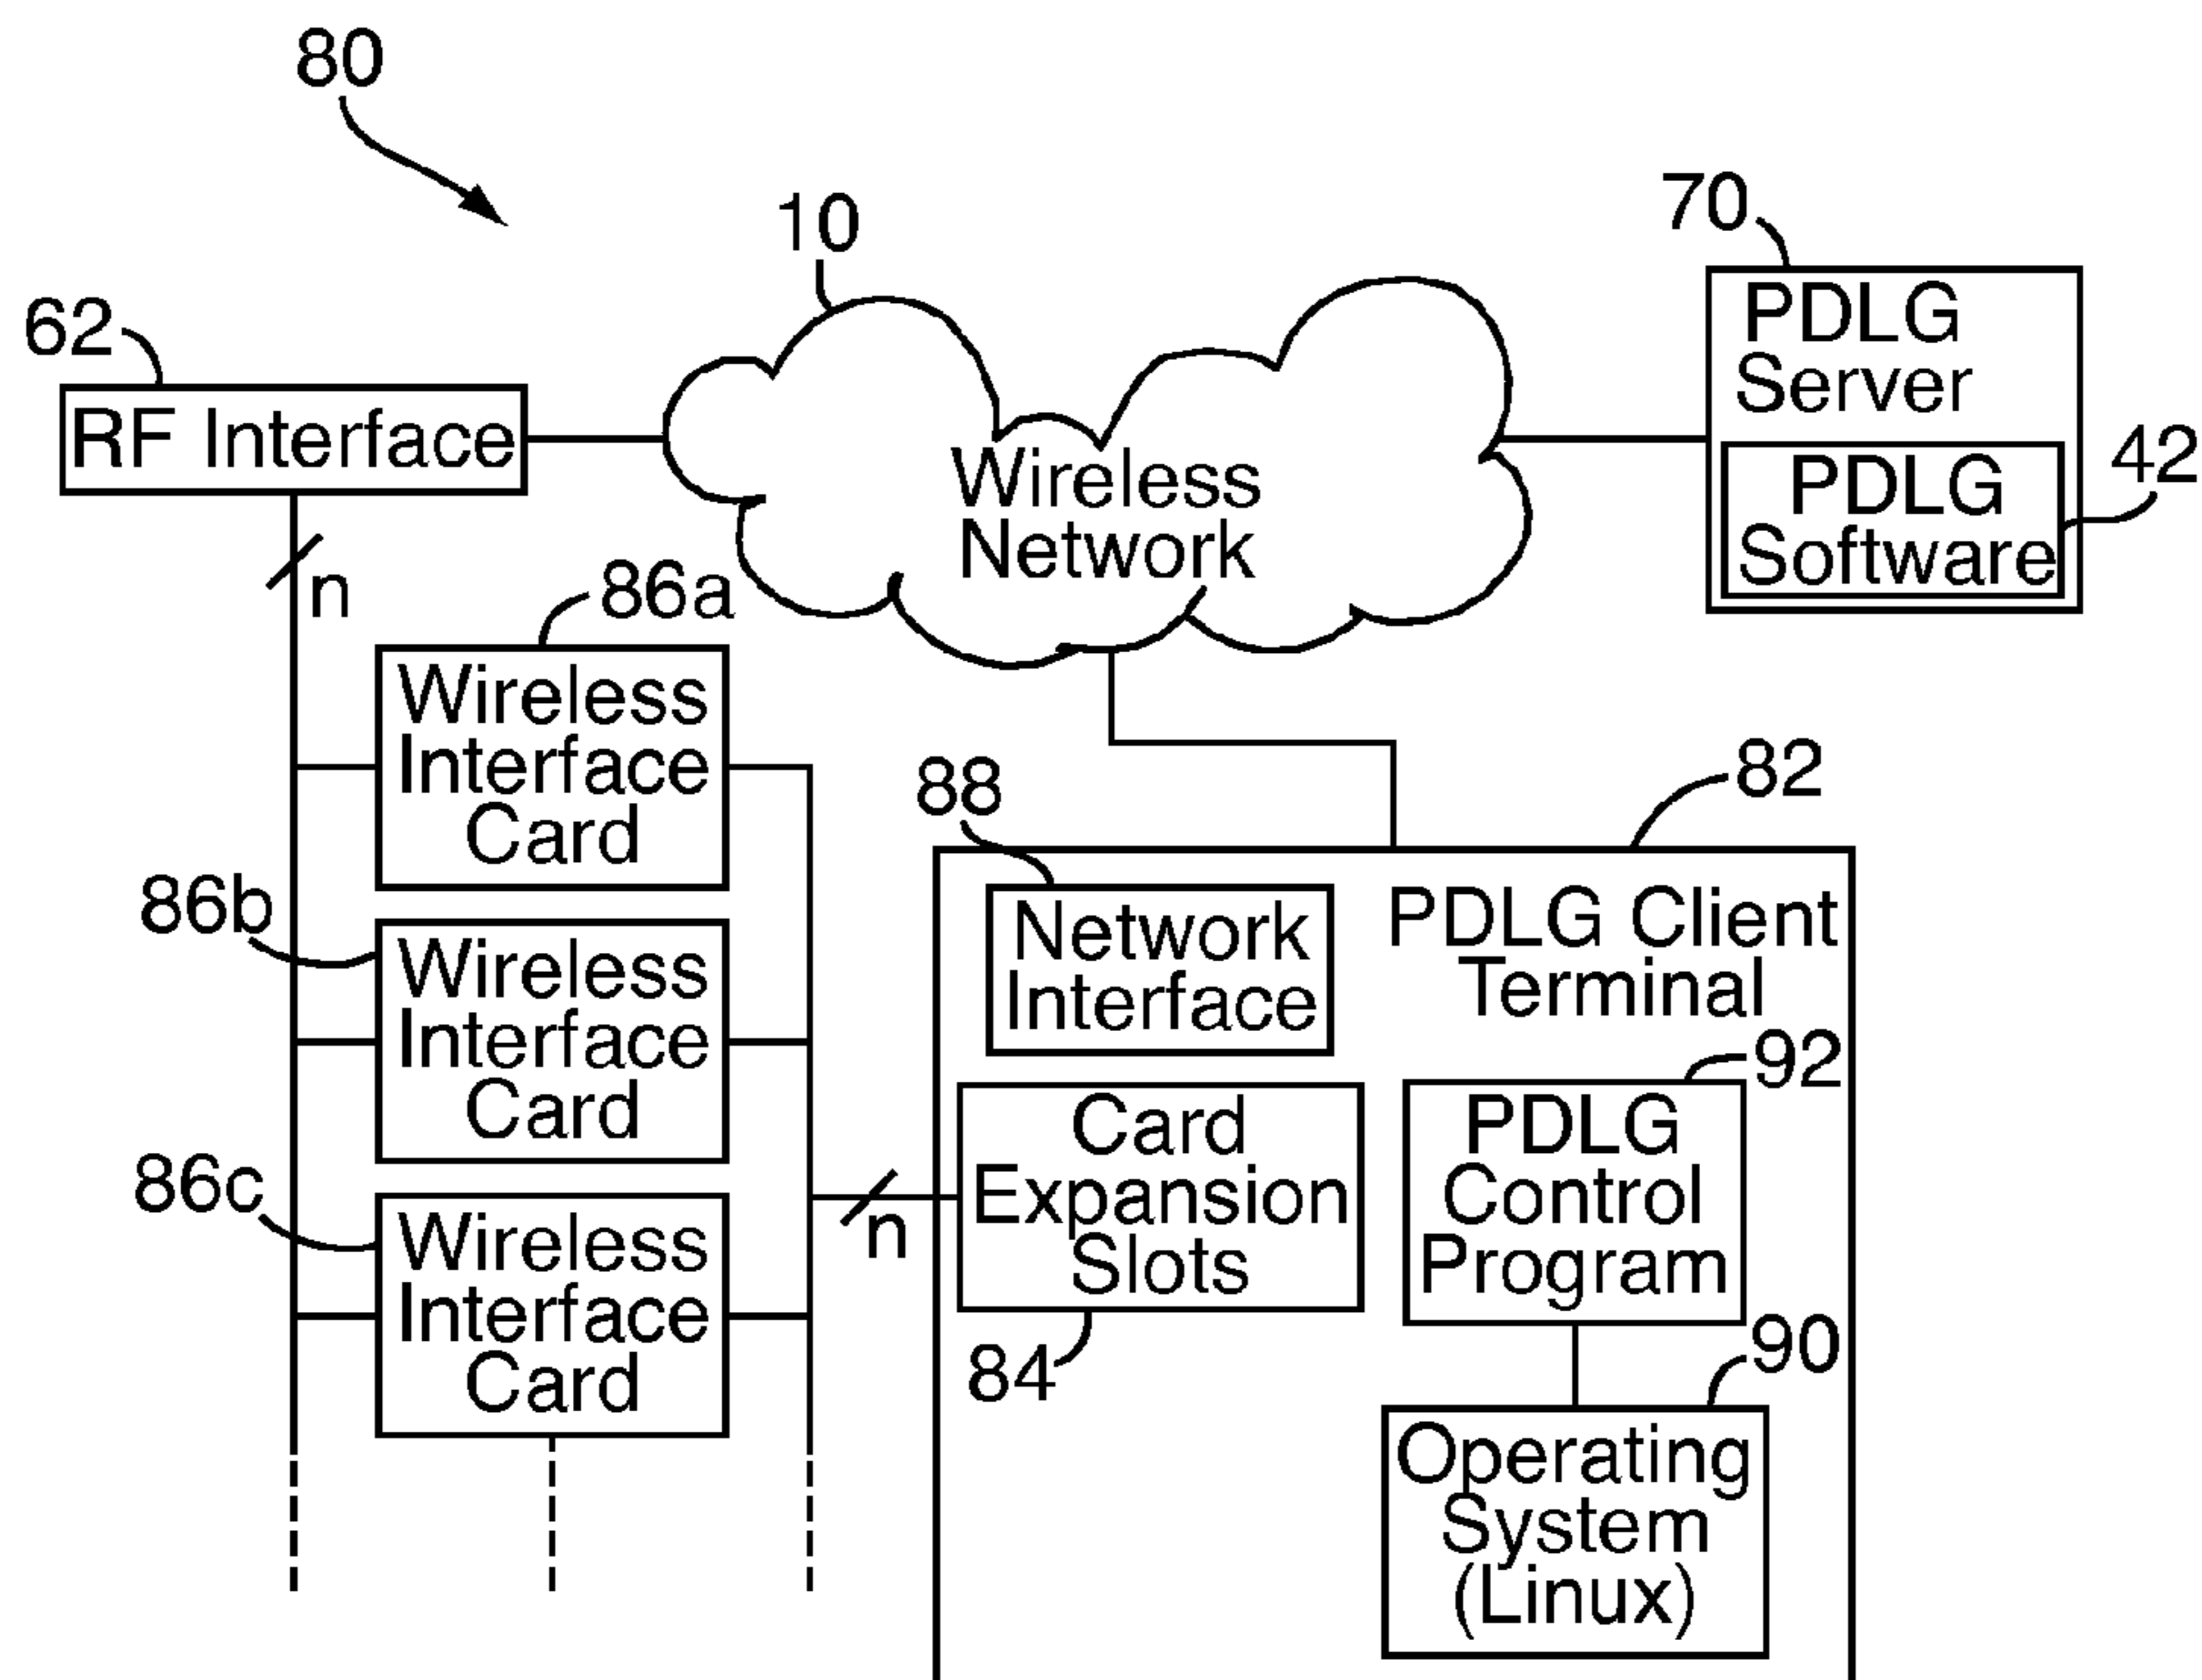 80
10
70
62
RF Interface
PDLG
Server
42
PDLG
Software
Wireless
Network
n
86a
Wireless
Interface
Card
86b
Wireless
Interface
Card
86c
Wireless
Interface
Card
n
82
88
Network
Interface
PDLG Client
Terminal
92
Card
Expansion
Slots
84
PDLG
Control
Program
90
Operating
System
(Linux)